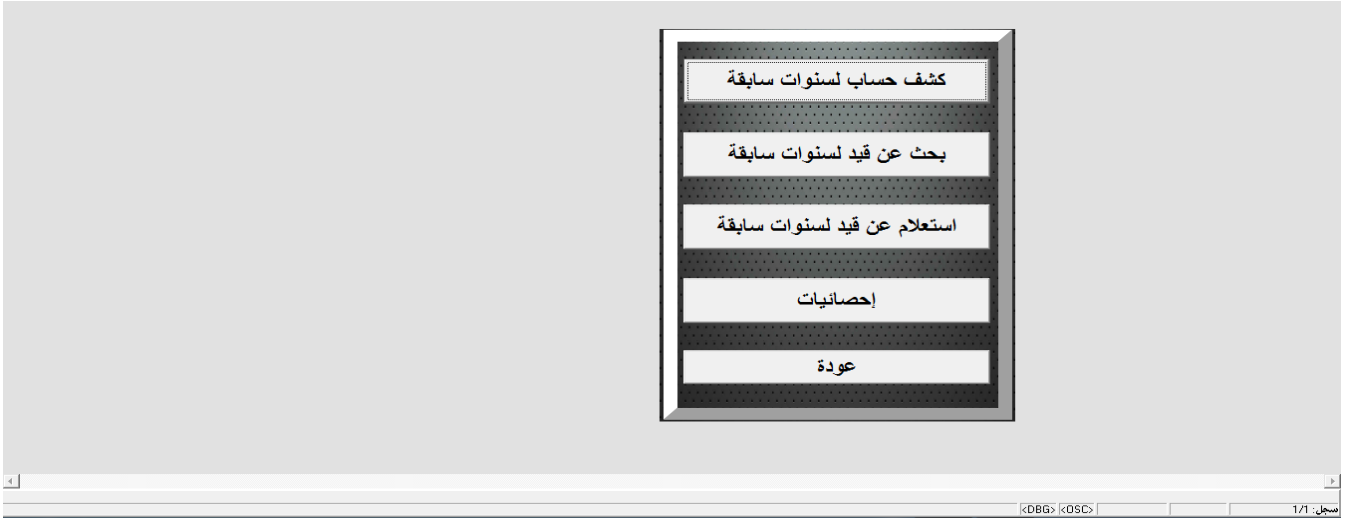 كشف حساب لسنوات سابقة
بحث عن قيد لسنوات سابقة
استعلام عن قيد لسنوات سابقة
إحصائيات
عودة
سجل: 1/1 <OSC> <DBG>